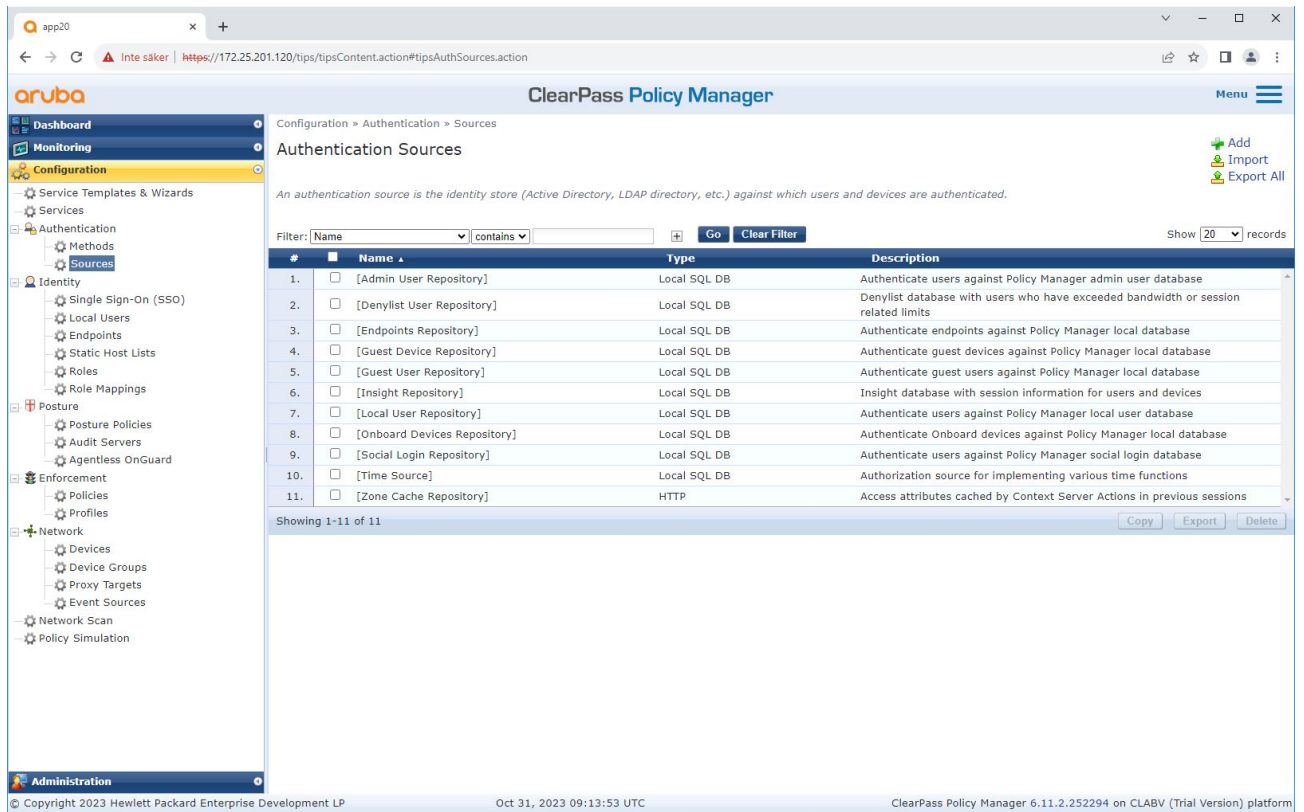 app20
Inte säker https://172.25.201.120/tips/tipsContent.action#tipsAuthSources.action
aruba
ClearPass Policy Manager
Menu
Dashboard
Monitoring
Configuration
Service Templates & Wizards
Services
Authentication
Methods
Sources
Identity
Single Sign-On (SSO)
Local Users
Endpoints
Static Host Lists
Roles
Role Mappings
Posture
Posture Policies
Audit Servers
Agentless OnGuard
Enforcement
Policies
Profiles
Network
Devices
Device Groups
Proxy Targets
Event Sources
Network Scan
Policy Simulation
Administration
Configuration » Authentication » Sources
Authentication Sources
Add
Import
Export All
An authentication source is the identity store (Active Directory, LDAP directory, etc.) against which users and devices are authenticated.
Filter: Name contains Go Clear Filter Show 20 records
# Name Type Description
1. [Admin User Repository] Local SQL DB Authenticate users against Policy Manager admin user database
2. [Denylist User Repository] Local SQL DB Denylist database with users who have exceeded bandwidth or session
related limits
3. [Endpoints Repository] Local SQL DB Authenticate endpoints against Policy Manager local database
4. [Guest Device Repository] Local SQL DB Authenticate guest devices against Policy Manager local database
5. [Guest User Repository] Local SQL DB Authenticate guest users against Policy Manager local database
6. [Insight Repository] Local SQL DB Insight database with session information for users and devices
7. [Local User Repository] Local SQL DB Authenticate users against Policy Manager local user database
8. [Onboard Devices Repository] Local SQL DB Authenticate Onboard devices against Policy Manager local database
9. [Social Login Repository] Local SQL DB Authenticate users against Policy Manager social login database
10. [Time Source] Local SQL DB Authorization source for implementing various time functions
11. [Zone Cache Repository] HTTP Access attributes cached by Context Server Actions in previous sessions
Showing 1-11 of 11 Copy Export Delete
© Copyright 2023 Hewlett Packard Enterprise Development LP Oct 31, 2023 09:13:53 UTC ClearPass Policy Manager 6.11.2.252294 on CLABV (Trial Version) platform